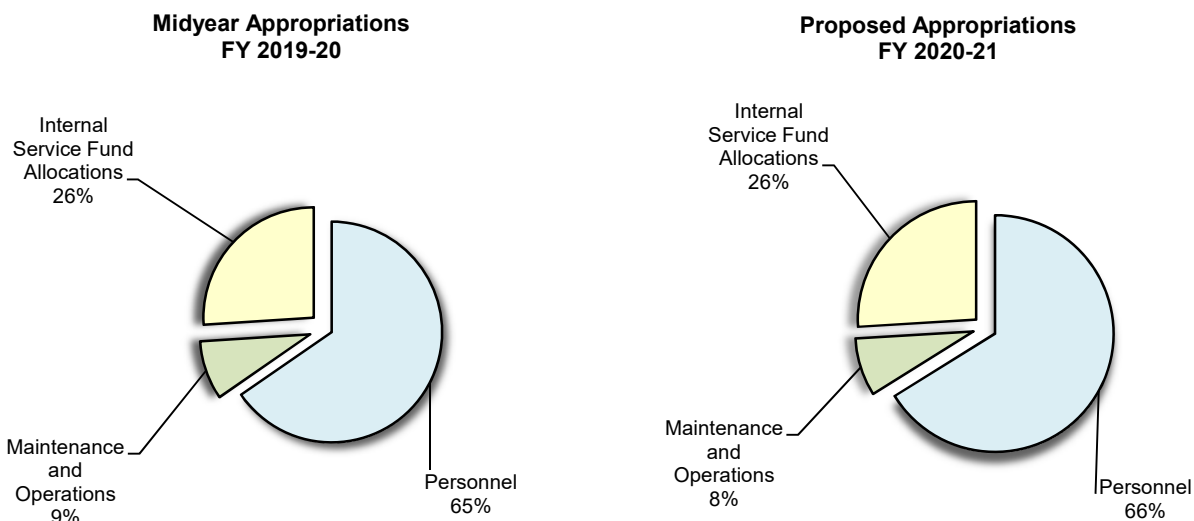 Midyear Appropriations
FY 2019-20
Internal
Service Fund
Allocations
26%
Maintenance
and
Operations
9%
Personnel
65%
Proposed Appropriations
FY 2020-21
Internal
Service Fund
Allocations
26%
Maintenance
and
Operations
8%
Personnel
66%